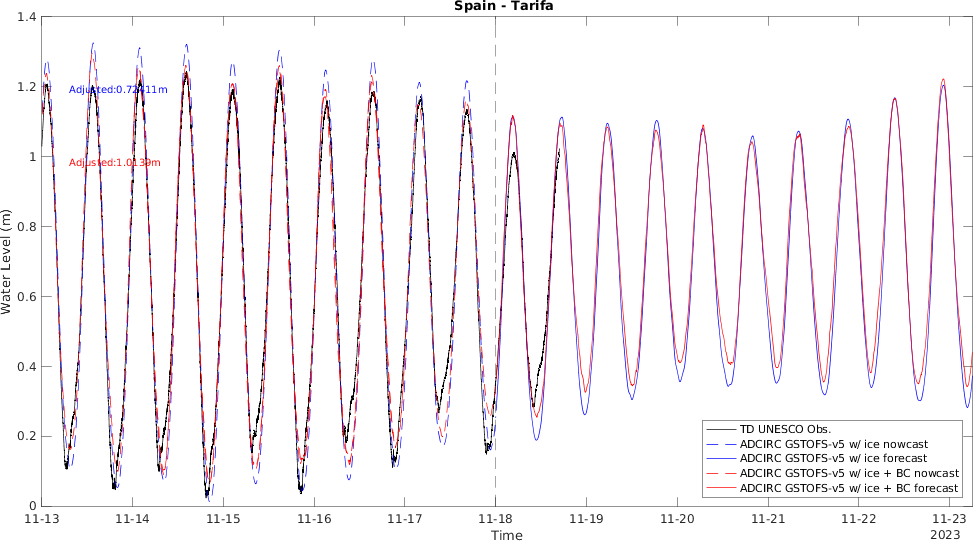 Spain - Tarifa
1.4
1.2
1
0.8
0.6
0.4
0.2
0
Water Level (m)
Adjusted:1.0139m
11-13
11-14
11-15
11-16
11-17
11-18
11-19
11-20
11-21
11-22
11-23
2023
Time
TD UNESCO Obs.
ADCIRC GSTOFS-v5 w/ ice nowcast
ADCIRC GSTOFS-v5 w/ ice forecast
ADCIRC GSTOFS-v5 w/ ice + BC nowcast
ADCIRC GSTOFS-v5 w/ ice + BC forecast